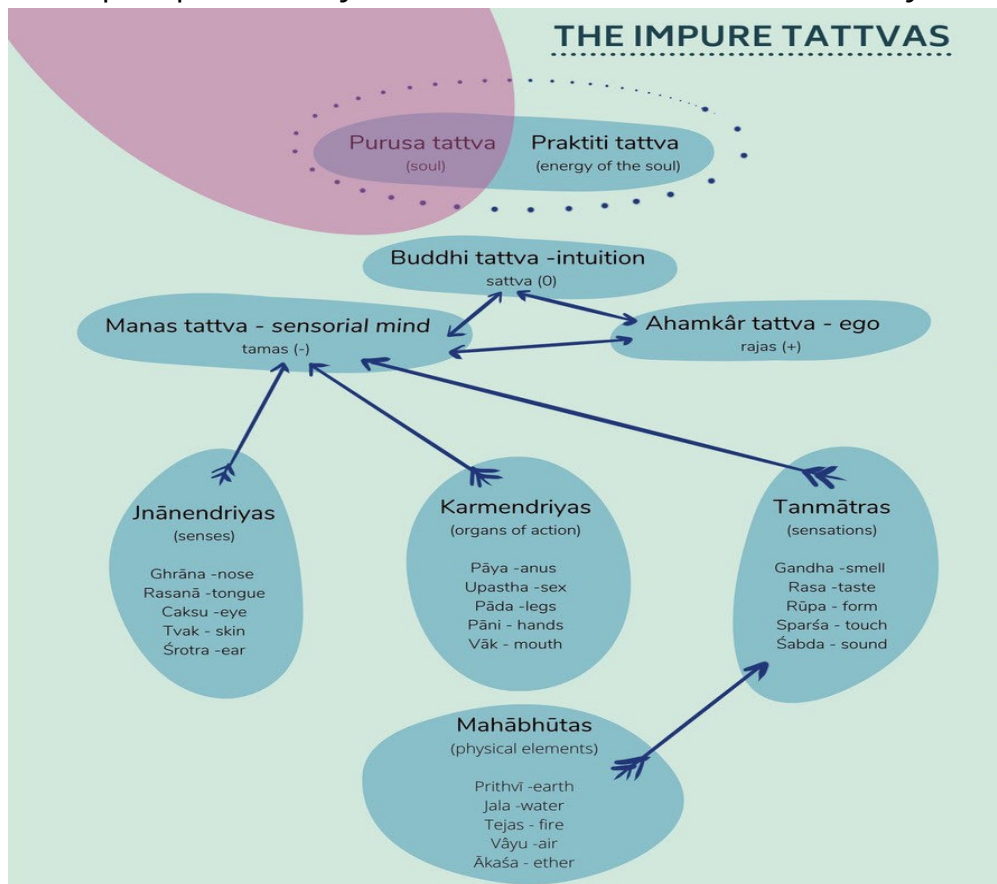 THE IMPURE TATTVAS
Purusa tattva
(soul)
Praktiti tattva
(energy of the soul)
Buddhi tattva -intuition
sattva (0)
Manas tattva - sensorial mind
tamas (-)
Ahamkâr tattva - ego
rajas (+)
Jnānendriyas
(senses)
Ghrāna -nose
Rasanā -tongue
Caksu -eye
Tvak - skin
Śrotra -ear
Karmendriyas
(organs of action)
Pāya -anus
Upastha -sex
Pāda -legs
Pāni - hands
Vāk - mouth
Tanmātras
(sensations)
Gandha -smell
Rasa -taste
Rūpa - form
Sparśa - touch
Śabda - sound
Mahābhūtas
(physical elements)
Prithvī -earth
Jala -water
Tejas - fire
Vâyu -air
Ākaśa - ether